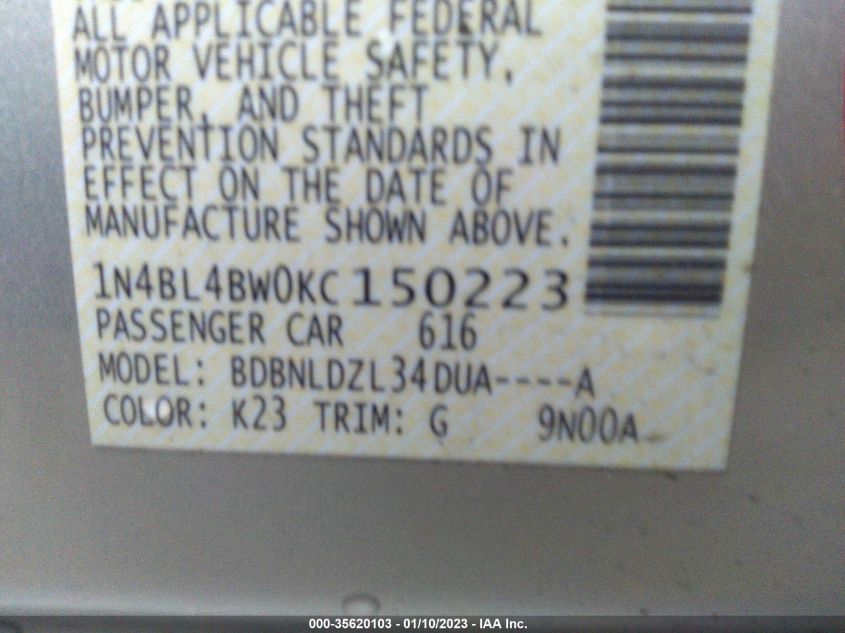 ALL APPLICABLE FEDERAL
MOTOR VEHICLE SAFETY,
BUMPER, AND THEFT
PREVENTION STANDARDS IN
EFFECT ON THE DATE OF
MANUFACTURE SHOWN ABOVE.
1N4BL4BW0KC150223
PASSENGER CAR 616
MODEL: BDBNLDZL34DUA----A
COLOR: K23 TRIM: G 9N00A
000-35620103 - 01/10/2023 - IAA Inc.